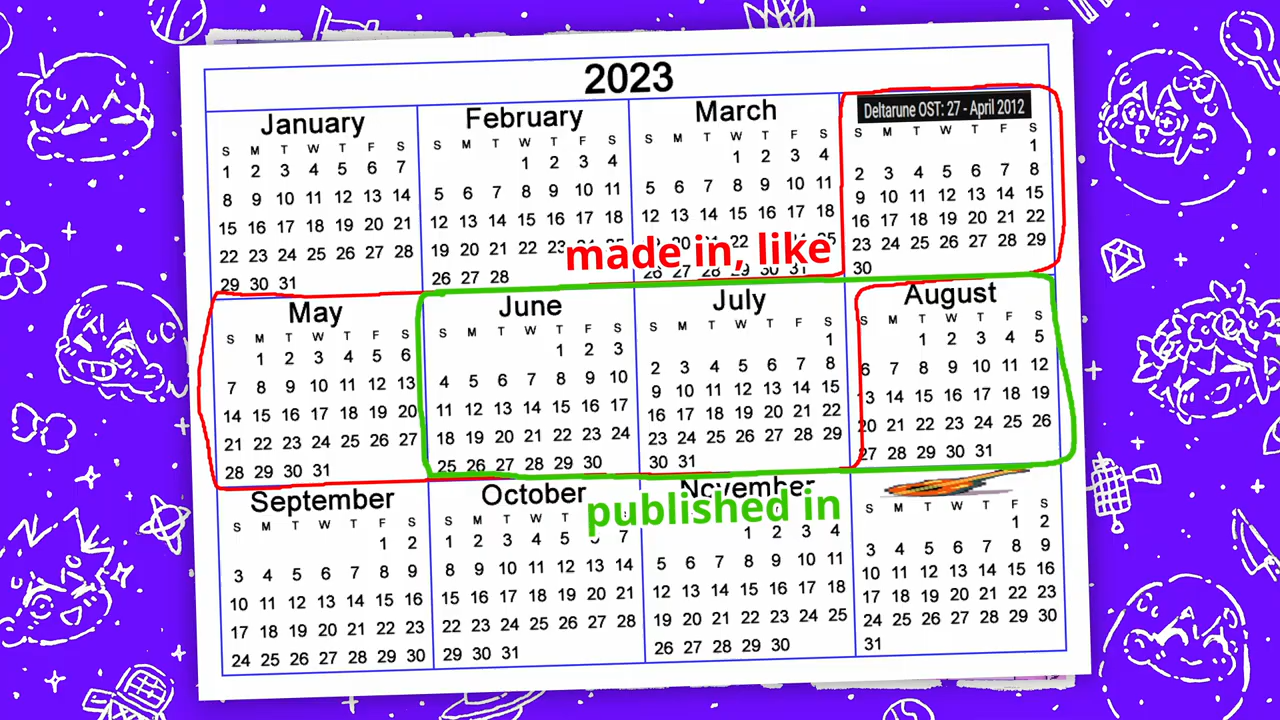 2023
January
S M T W T F S
1 2 3 4 5 6 7
8 9 10 11 12 13 14
15 16 17 18 19 20 21
22 23 24 25 26 27 28
29 30 31
February
S M T W T F S
1 2 3 4
5 6 7 8 9 10 11
12 13 14 15 16 17 18
19 20 21 22 23
26 27 28
March
S M T W T F S
1 2 3 4
5 6 7 8 9 10 11
12 13 14 15 16 17 18
20 21 22 25
26 27 28 29 30 31
made in, like
Deltarune OST: 27 - April 2012
S M T W T F S
1
2 3 4 5 6 7 8
9 10 11 12 13 14 15
16 17 18 19 20 21 22
23 24 25 26 27 28 29
30
May
S M T W T F S
1 2 3 4 5 6
7 8 9 10 11 12 13
14 15 16 17 18 19 20
21 22 23 24 25 26 27
28 29 30 31
June
S M T W T F S
1 2 3
4 5 6 7 8 9 10
11 12 13 14 15 16 17
18 19 20 21 22 23 24
25 26 27 28 29 30
July
S M T W T F S
1
2 3 4 5 6 7 8
9 10 11 12 13 14 15
16 17 18 19 20 21 22
23 24 25 26 27 28 29
30 31
August
S M T W T F S
1 2 3 4 5
6 7 8 9 10 11 12
13 14 15 16 17 18 19
20 21 22 23 24 25 26
27 28 29 30 31
September
S M T W T F S
1 2
3 4 5 6 7 8 9
10 11 12 13 14 15 16
17 18 19 20 21 22 23
24 25 26 27 28 29 30
October
S M T W T
1 2 3 4 5 7
8 9 10 11 12 13 14
15 16 17 18 19 20 21
22 23 24 25 26 27 28
29 30 31
November
published in
1 2 3 4
5 6 7 8 9 10 11
12 13 14 15 16 17 18
19 20 21 22 23 24 25
26 27 28 29 30
S M T W T F S
1 2
3 4 5 6 7 8 9
10 11 12 13 14 15 16
17 18 19 20 21 22 23
24 25 26 27 28 29 30
31